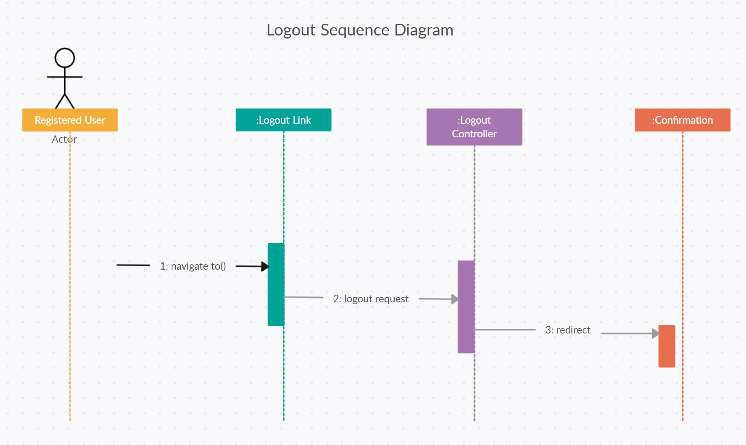 Logout Sequence Diagram
Registered User
:Logout Link
:Logout
Controller
:Confirmation
Actor
1: navigate to()
2: logout request
3: redirect